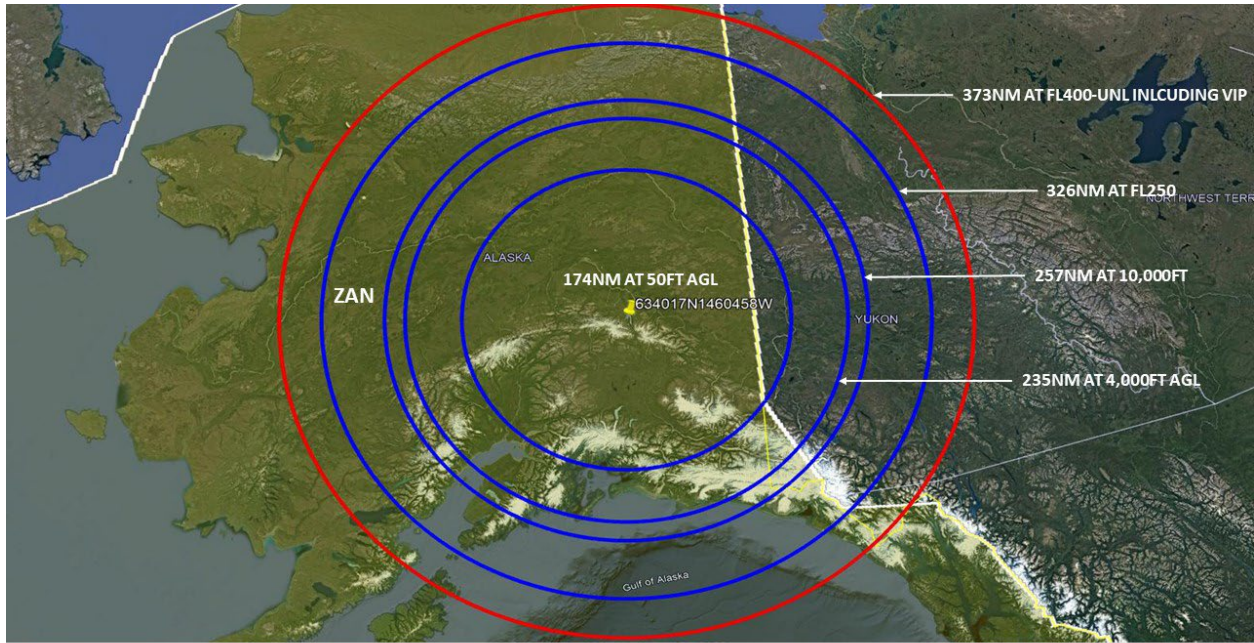 373NM AT FL400-UNL INLCUDING VIP
326NM AT FL250
NORTHWEST TERR
ALASKA
174NM AT 50FT AGL
257NM AT 10,000FT
ZAN
634017N1460458W
YUKON
235NM AT 4,000FT AGL
Gulf of Alaska